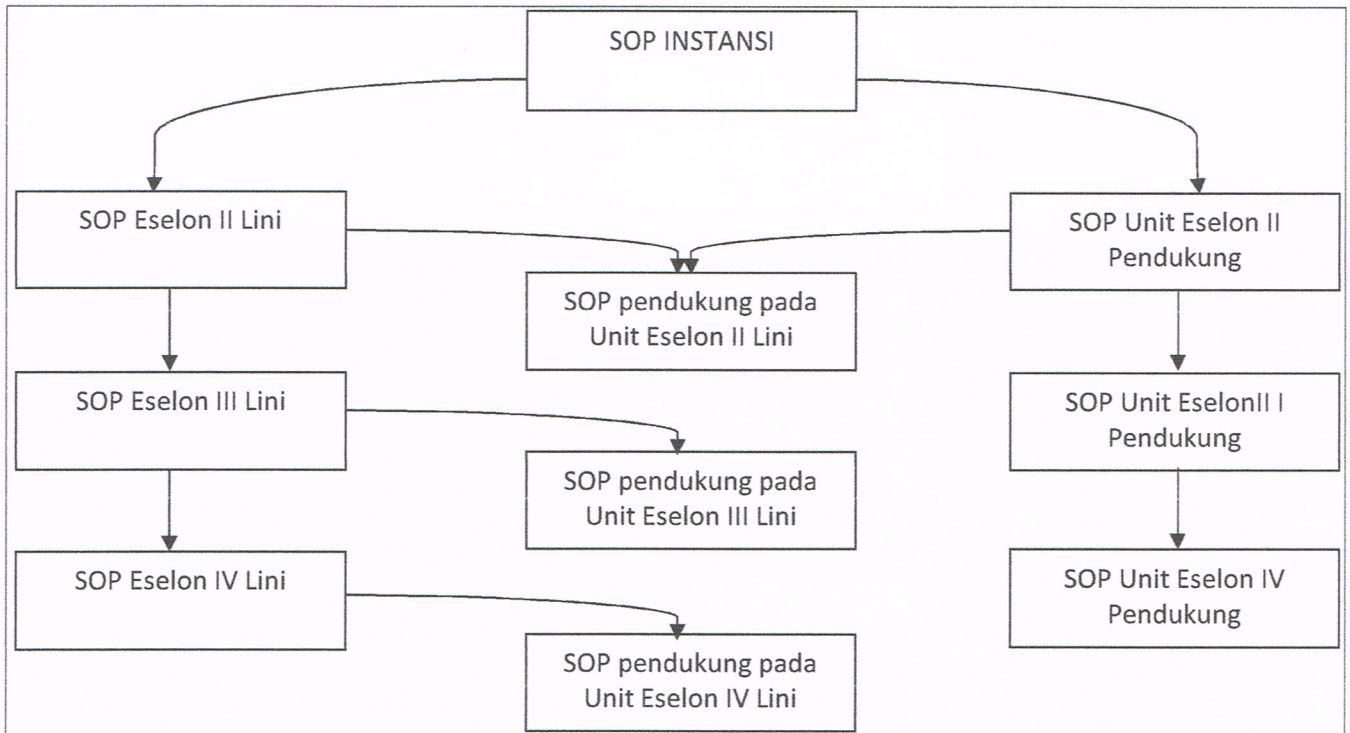 SOP INSTANSI
SOP Eselon II Lini
SOP Unit Eselon II
Pendukung
SOP pendukung pada
Unit Eselon II Lini
SOP Eselon III Lini
SOP Unit EselonII I
Pendukung
SOP pendukung pada
Unit Eselon III Lini
SOP Eselon IV Lini
SOP Unit Eselon IV
Pendukung
SOP pendukung pada
Unit Eselon IV Lini